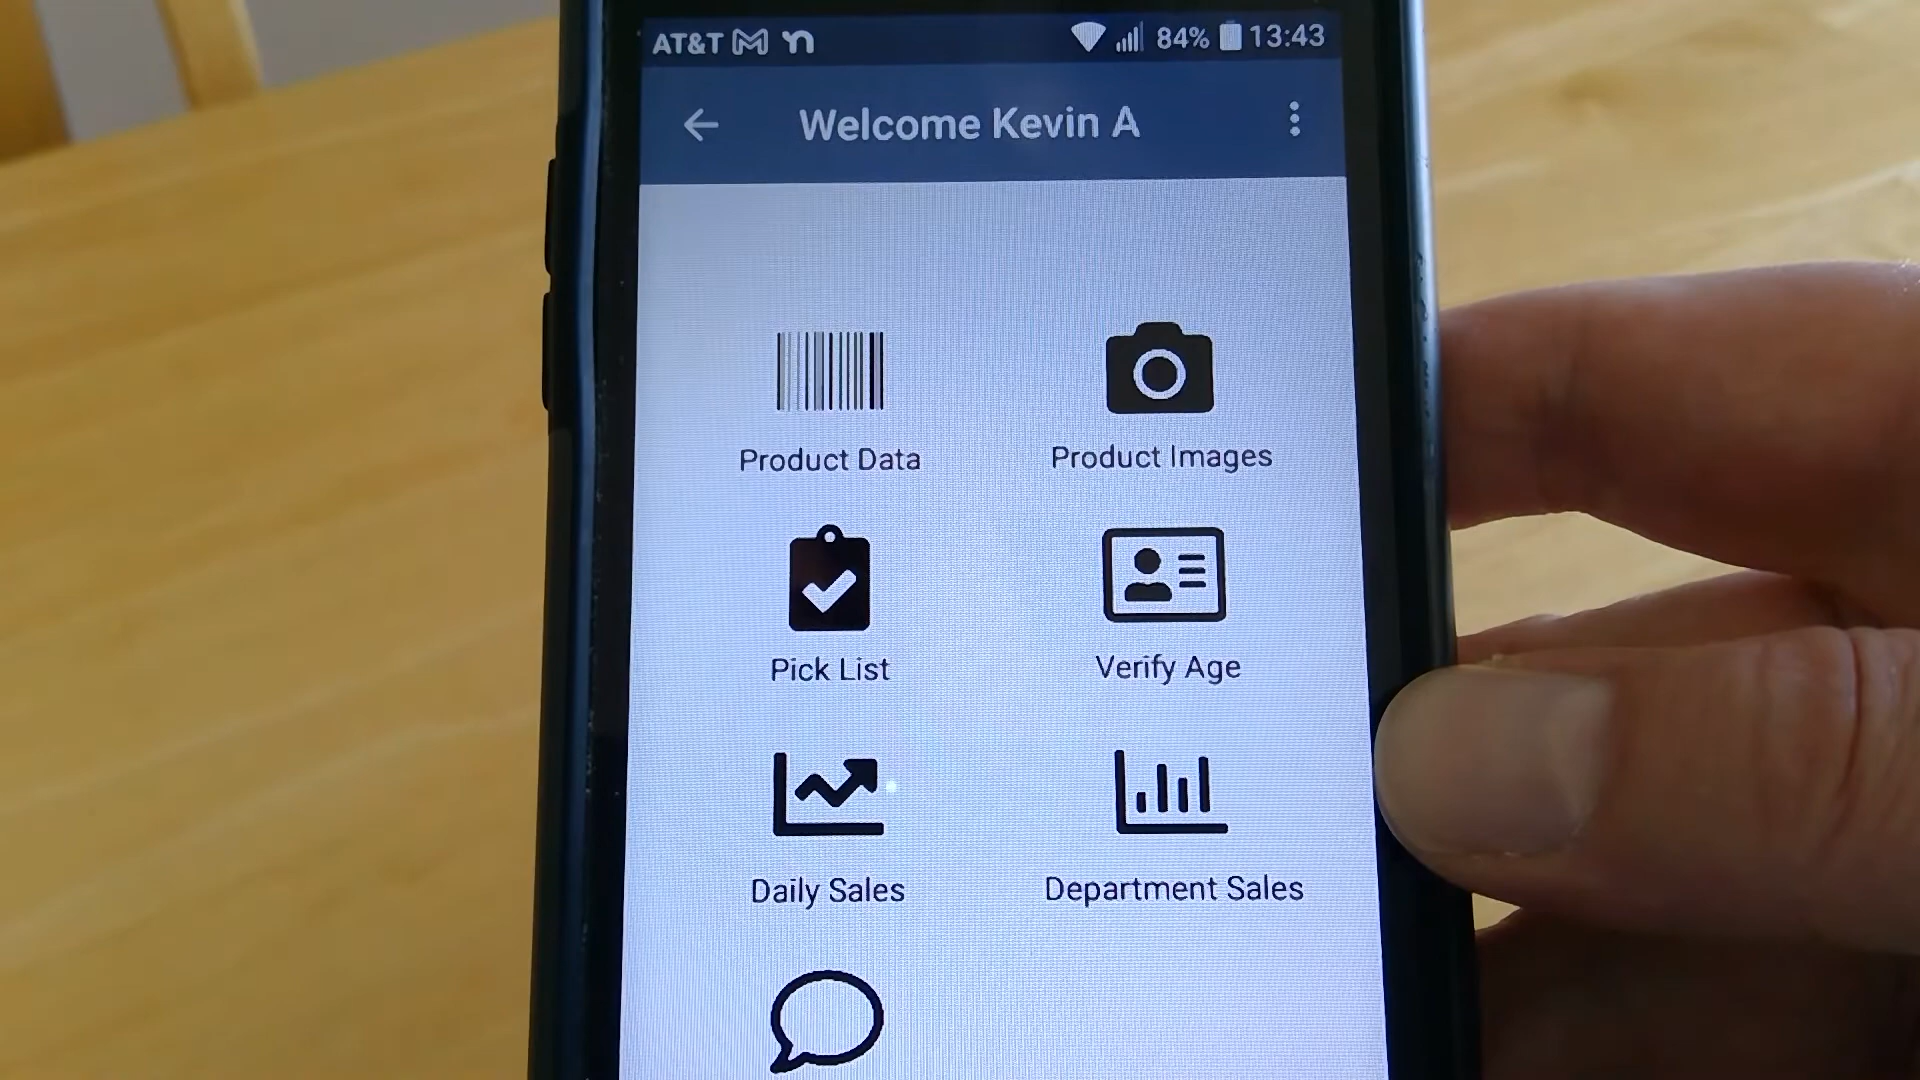 AT&T 84% 13:43
Welcome Kevin A
Product Data Product Images
Pick List Verify Age
Daily Sales Department Sales